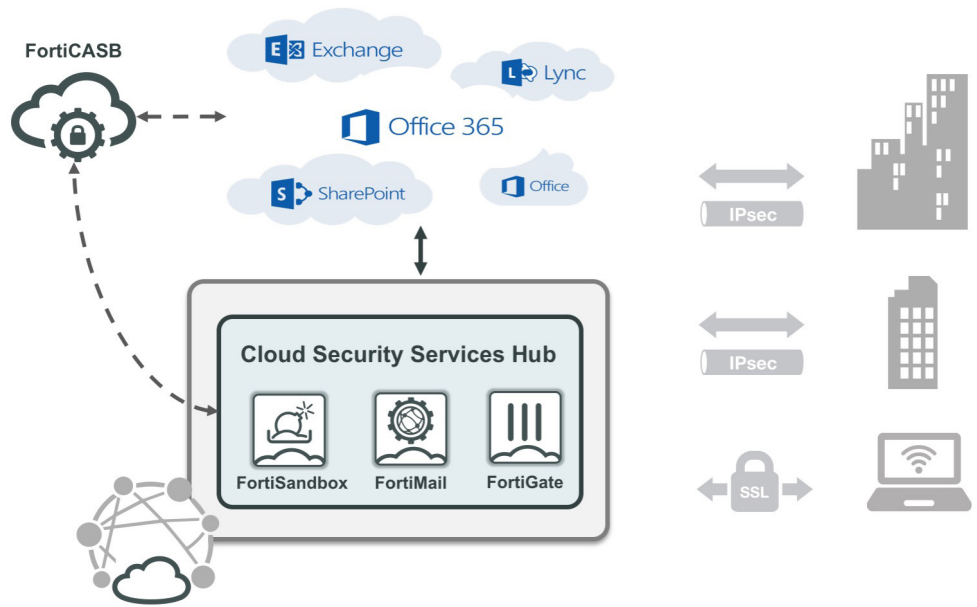 FortiCASB
E Exchange
L Lync
Office 365
S SharePoint
Office
IPsec
Cloud Security Services Hub
IPsec
FortiSandbox
FortiMail
FortiGate
SSL